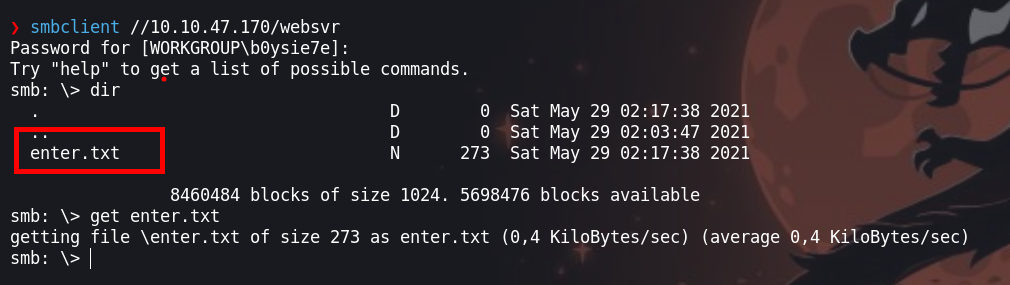 ❯ smbclient //10.10.47.170/websvr
Password for [WORKGROUP\b0ysie7e]:
Try "help" to get a list of possible commands.
smb: \> dir
  .                                   D        0  Sat May 29 02:17:38 2021
  ..                                  D        0  Sat May 29 02:03:47 2021
  enter.txt                           N      273  Sat May 29 02:17:38 2021
                8460484 blocks of size 1024. 5698476 blocks available
smb: \> get enter.txt
getting file \enter.txt of size 273 as enter.txt (0,4 KiloBytes/sec) (average 0,4 KiloBytes/sec)
smb: \>